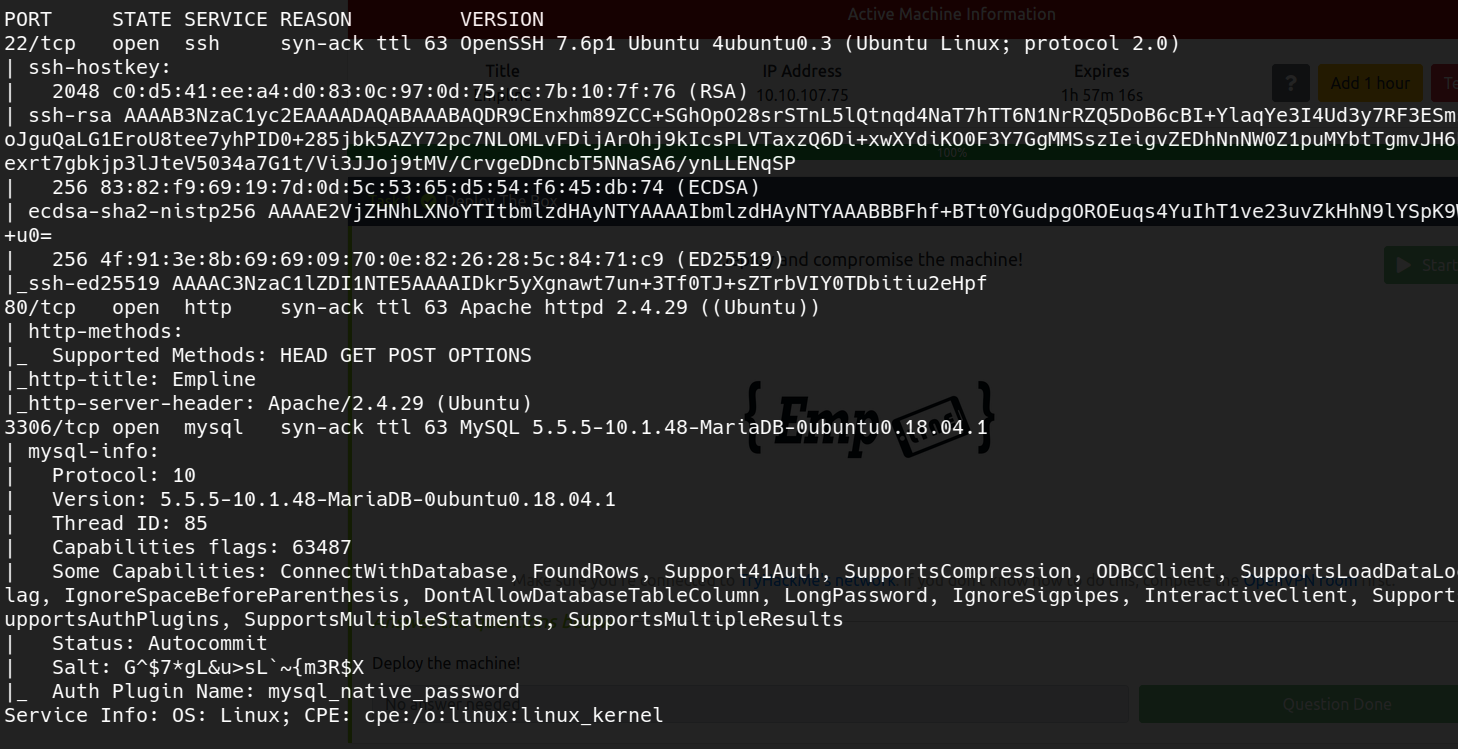 PORT     STATE SERVICE REASON         VERSION
22/tcp   open  ssh     syn-ack ttl 63 OpenSSH 7.6p1 Ubuntu 4ubuntu0.3 (Ubuntu Linux; protocol 2.0)
| ssh-hostkey:
|   2048 c0:d5:41:ee:a4:d0:83:0c:97:0d:75:cc:7b:10:7f:76 (RSA)
| ssh-rsa AAAAB3NzaC1yc2EAAAADAQABAAABAQDR9CEnxhm89ZCC+SGhOpO28srSTnL5lQtnqd4NaT7hTT6N1NrRZQ5DoB6cBI+YlaqYe3I4Ud3y7RF3ESm
oJguQaLG1EroU8tee7yhPID0+285jbk5AZY72pc7NLOMLvFDijArOhj9kIcsPLVTaxzQ6Di+xwXYdiKO0F3Y7GgMMSszIeigvZEDhNnNW0Z1puMYbtTgmvJH6
exrt7gbkjp3lJteV5034a7G1t/Vi3JJoj9tMV/CrvgeDDncbT5NNaSA6/ynLLENqSP
|   256 83:82:f9:69:19:7d:0d:5c:53:65:d5:54:f6:45:db:74 (ECDSA)
| ecdsa-sha2-nistp256 AAAAE2VjZHNhLXNoYTItbmlzdHAyNTYAAAAIbmlzdHAyNTYAAABBBFhf+BTt0YGudpgOROEuqs4YuIhT1ve23uvZkHhN9lYSpK9W
+u0=
|   256 4f:91:3e:8b:69:69:09:70:0e:82:26:28:5c:84:71:c9 (ED25519)
|_ssh-ed25519 AAAAC3NzaC1lZDI1NTE5AAAAIDkr5yXgnawt7un+3Tf0TJ+sZTrbVIY0TDbitiu2eHpf
80/tcp   open  http    syn-ack ttl 63 Apache httpd 2.4.29 ((Ubuntu))
| http-methods:
|_  Supported Methods: HEAD GET POST OPTIONS
|_http-title: Empline
|_http-server-header: Apache/2.4.29 (Ubuntu)
3306/tcp open  mysql   syn-ack ttl 63 MySQL 5.5.5-10.1.48-MariaDB-0ubuntu0.18.04.1
| mysql-info:
|   Protocol: 10
|   Version: 5.5.5-10.1.48-MariaDB-0ubuntu0.18.04.1
|   Thread ID: 85
|   Capabilities flags: 63487
|   Some Capabilities: ConnectWithDatabase, FoundRows, Support41Auth, SupportsCompression, ODBCClient, SupportsLoadDataLo
lag, IgnoreSpaceBeforeParenthesis, DontAllowDatabaseTableColumn, LongPassword, IgnoreSigpipes, InteractiveClient, Support
upportsAuthPlugins, SupportsMultipleStatments, SupportsMultipleResults
|   Status: Autocommit
|   Salt: G^$7*gL&u>sL`~{m3R$X
|_  Auth Plugin Name: mysql_native_password
Service Info: OS: Linux; CPE: cpe:/o:linux:linux_kernel
Active Machine Information
Title
IP Address
Expires
10.10.107.75
1h 57m 16s
?
Add 1 hour
100%
and compromise the machine!
Start
{Emp line}
Deploy the machine!
No answer needed
Question Done